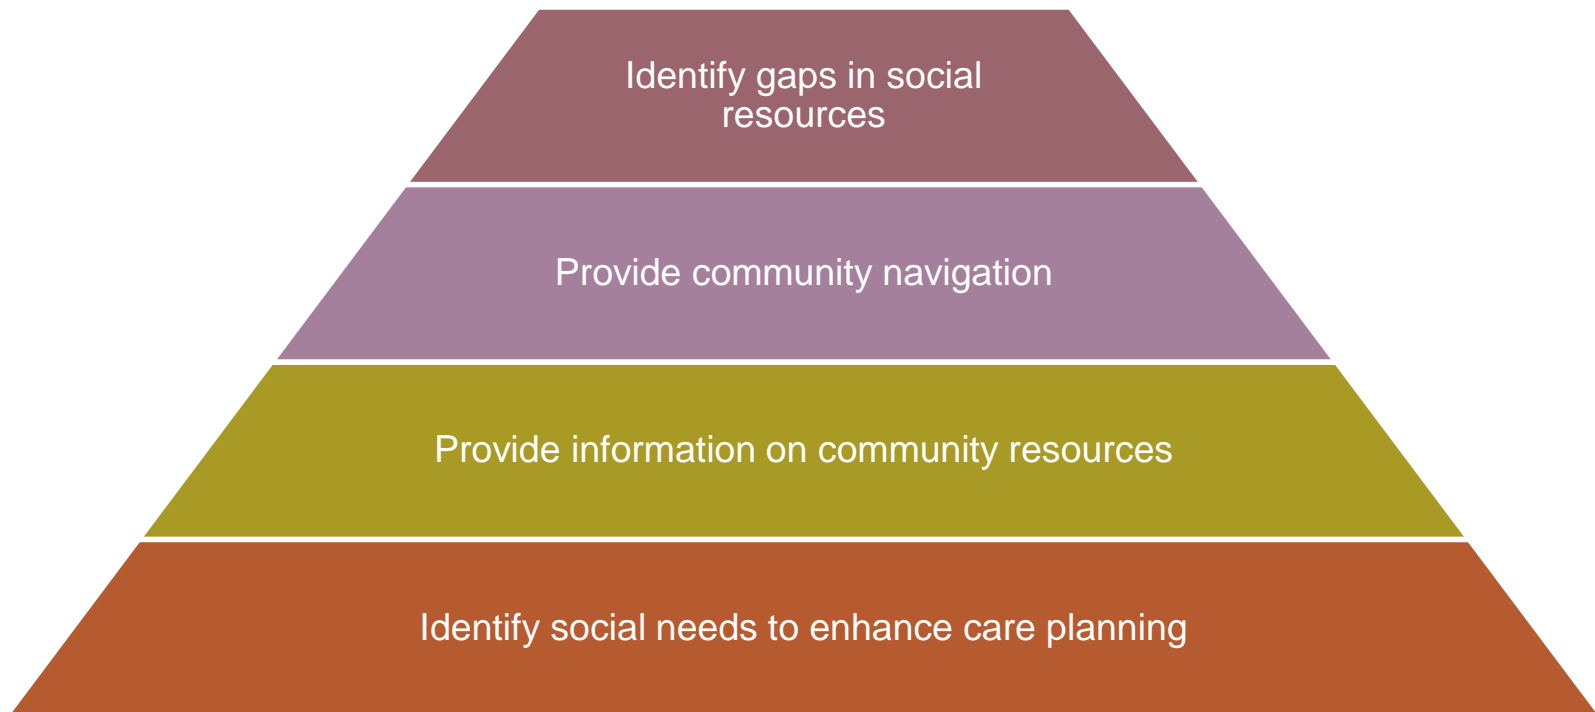 Identify gaps in social
resources
Provide community navigation
Provide information on community resources
Identify social needs to enhance care planning